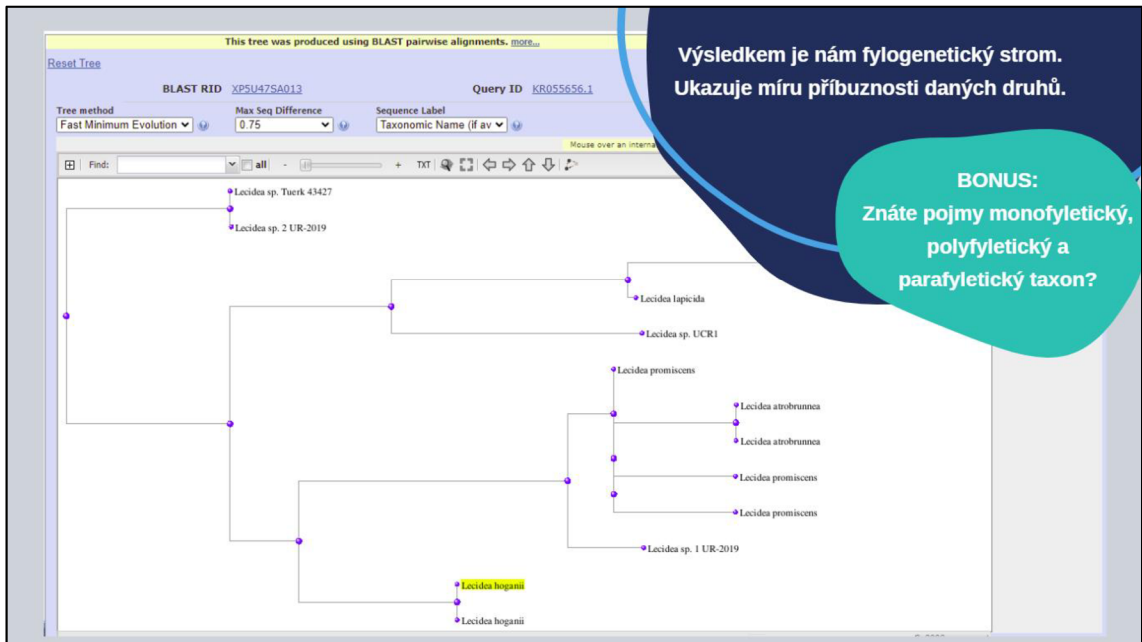 This tree was produced using BLAST pairwise alignments. more...
Reset Tree
BLAST RID XP5U47SA013 Query ID KR055656.1
Tree method Max Seq Difference Sequence Label
Fast Minimum Evolution 0.75 Taxonomic Name (if av
Mouse over an interna
Find: all - + TXT
Výsledkem je nám fylogenetický strom.
Ukazuje míru příbuznosti daných druhů.
BONUS:
Znáte pojmy monofyletický,
polyfyletický a
parafyletický taxon?
Lecidea sp. Tuerk 43427
Lecidea sp. 2 UR-2019
Lecidea lapicida
Lecidea sp. UCR1
Lecidea promiscens
Lecidea atrobrunnea
Lecidea atrobrunnea
Lecidea promiscens
Lecidea promiscens
Lecidea sp. 1 UR-2019
Lecidea hoganii
Lecidea hoganii